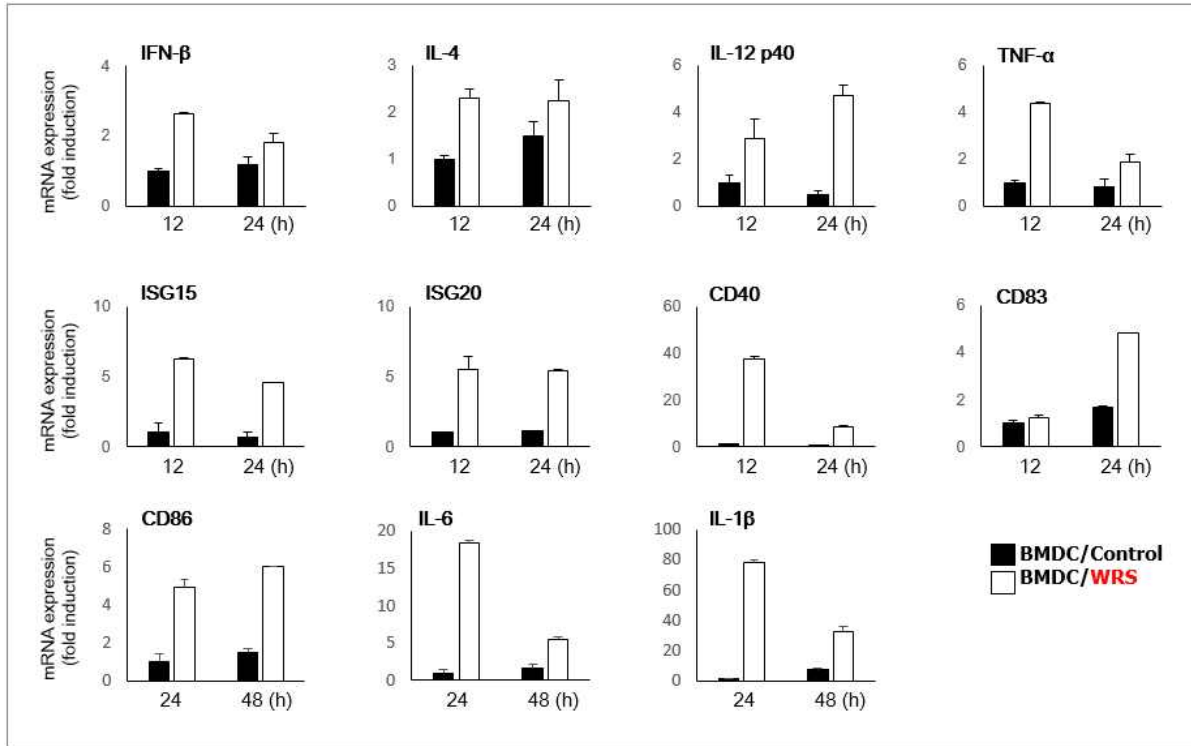 IFN-β
IL-4
IL-12 p40
TNF-α
mRNA expression
(fold induction)
4
2
0
12
24 (h)
3
2
1
0
12
24 (h)
6
4
2
0
12
24 (h)
6
4
2
0
12
24 (h)
ISG15
ISG20
CD40
CD83
mRNA expression
(fold induction)
10
5
0
12
24 (h)
10
5
0
12
24 (h)
60
40
20
0
12
24 (h)
6
4
2
0
12
24 (h)
CD86
IL-6
IL-1β
mRNA expression
(fold induction)
8
6
4
2
0
24
48 (h)
20
15
10
5
0
24
48 (h)
100
80
60
40
20
0
24
48 (h)
BMDC/Control
BMDC/WRS